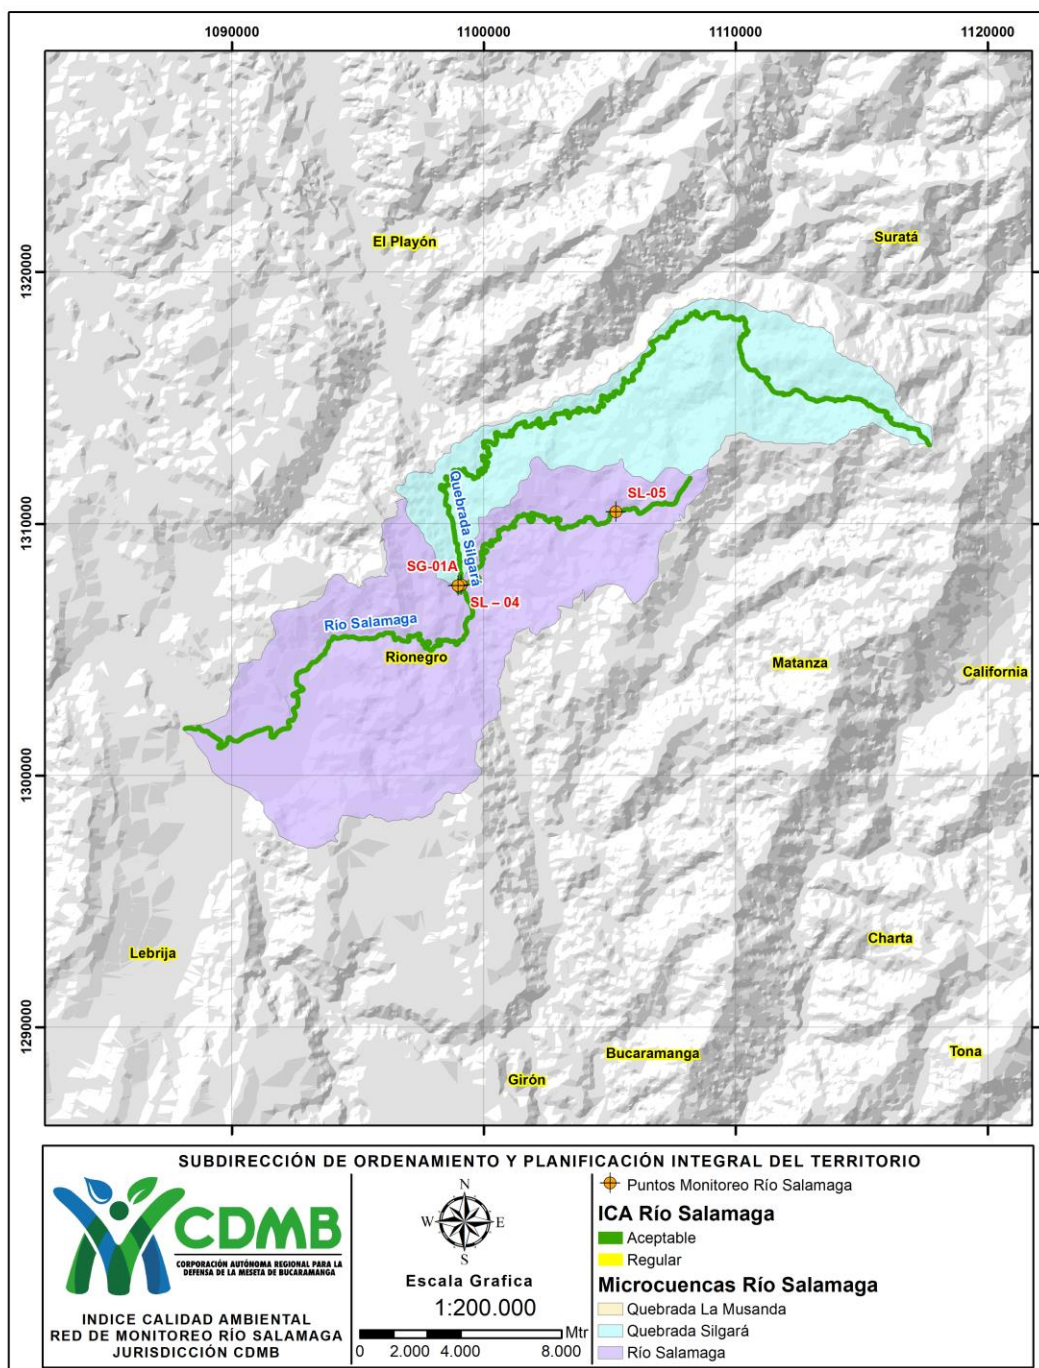 1090000 1100000 1110000 1120000
El Playón
Suratá
1320000
SL-05
Quebrada Silgará
1310000
SG-01A
SL – 04
Río Salamaga
Rionegro
Matanza
California
1300000
Lebrija
Charta
1290000
Bucaramanga
Tona
Girón
1090000 1100000 1110000 1120000
SUBDIRECCIÓN DE ORDENAMIENTO Y PLANIFICACIÓN INTEGRAL DEL TERRITORIO
CDMB
CORPORACIÓN AUTÓNOMA REGIONAL PARA LA
DEFENSA DE LA MESETA DE BUCARAMANGA
INDICE CALIDAD AMBIENTAL
RED DE MONITOREO RÍO SALAMAGA
JURISDICCIÓN CDMB
N
W E
S
Escala Grafica
1:200.000
Mtr
0 2.000 4.000 8.000
Puntos Monitoreo Río Salamaga
ICA Río Salamaga
Aceptable
Regular
Microcuencas Río Salamaga
Quebrada La Musanda
Quebrada Silgará
Río Salamaga